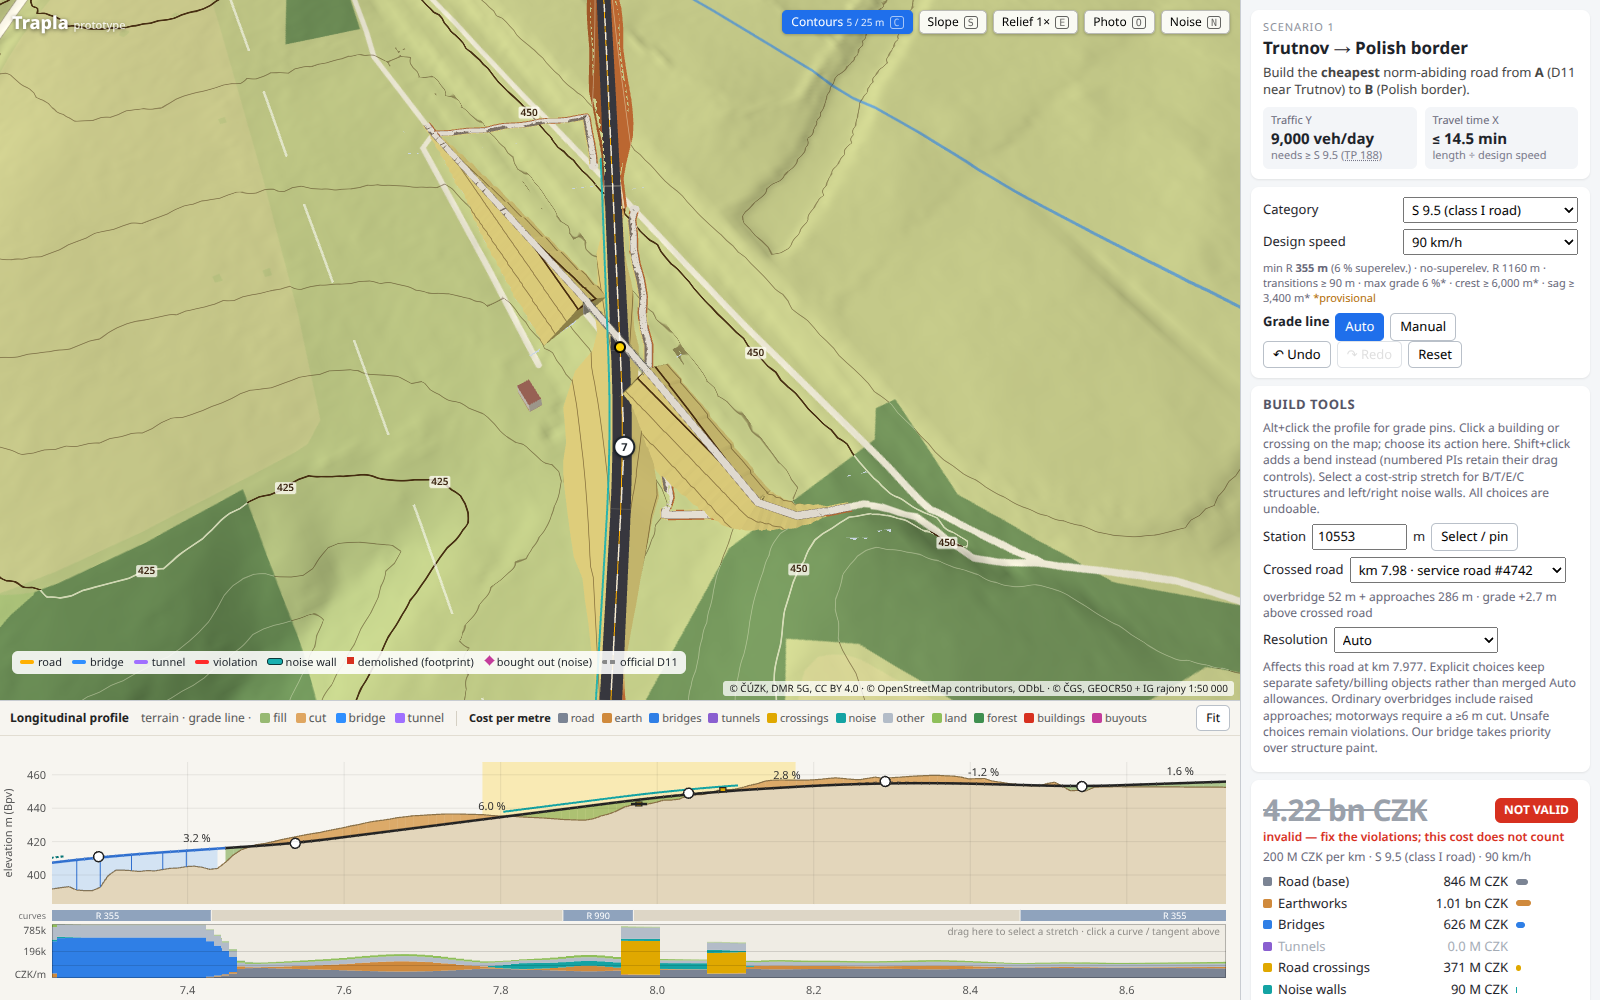 Trapla prototype
Contours 5 / 25 m C
Slope S
Relief 1× E
Photo O
Noise N
450
450
425
425
425
450
450
7
road
bridge
tunnel
violation
noise wall
demolished (footprint)
bought out (noise)
official D11
© ČÚZK, DMR 5G, CC BY 4.0 · © OpenStreetMap contributors, ODbL · © ČGS, GEOCR50 + IG rajony 1:50 000
SCENARIO 1
Trutnov → Polish border
Build the cheapest norm-abiding road from A (D11
near Trutnov) to B (Polish border).
Traffic Y
9,000 veh/day
needs ≥ S 9.5 (TP 188)
Travel time X
≤ 14.5 min
length ÷ design speed
Category
S 9.5 (class I road)
Design speed
90 km/h
min R 355 m (6 % superelev.) · no-superelev. R 1160 m ·
transitions ≥ 90 m · max grade 6 %* · crest ≥ 6,000 m* · sag ≥
3,400 m* *provisional
Grade line
Auto
Manual
↶ Undo
↷ Redo
Reset
BUILD TOOLS
Alt+click the profile for grade pins. Click a building or
crossing on the map; choose its action here. Shift+click
adds a bend instead (numbered PIs retain their drag
controls). Select a cost-strip stretch for B/T/E/C
structures and left/right noise walls. All choices are
undoable.
Station 10553 m Select / pin
Crossed road km 7.98 · service road #4742
overbridge 52 m + approaches 286 m · grade +2.7 m
above crossed road
Resolution Auto
Affects this road at km 7.977. Explicit choices keep
separate safety/billing objects rather than merged Auto
allowances. Ordinary overbridges include raised
approaches; motorways require a ≥6 m cut. Unsafe
choices remain violations. Our bridge takes priority
over structure paint.
4.22 bn CZK
NOT VALID
invalid — fix the violations; this cost does not count
200 M CZK per km · S 9.5 (class I road) · 90 km/h
Road (base) 846 M CZK
Earthworks 1.01 bn CZK
Bridges 626 M CZK
Tunnels 0.0 M CZK
Road crossings 371 M CZK
Noise walls 90 M CZK
Longitudinal profile terrain · grade line · fill cut bridge tunnel
Cost per metre road earth bridges tunnels crossings noise other land forest buildings buyouts
Fit
elevation m (Bpv)
460
440
420
400
3.2 %
6.0 %
2.8 %
-1.2 %
1.6 %
curves
R 355
R 990
R 355
785k
196k
CZK/m
drag here to select a stretch · click a curve / tangent above
7.4
7.6
7.8
8.0
8.2
8.4
8.6